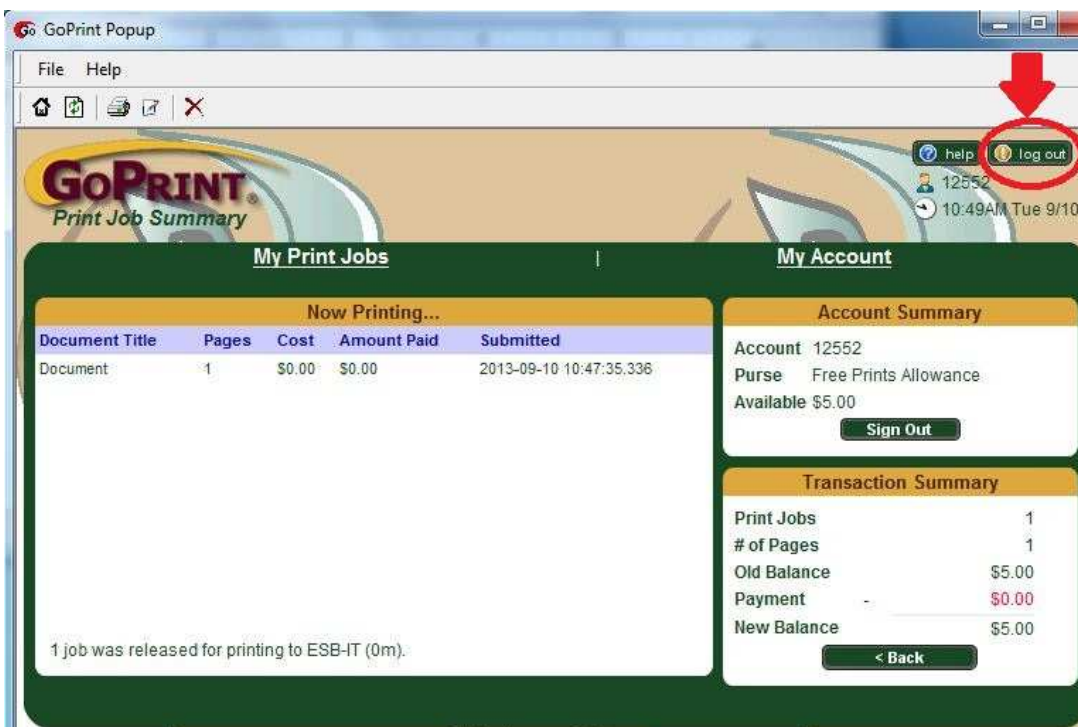 Go GoPrint Popup
File Help
GOPRINT®
Print Job Summary
help log out
12552
10:49AM Tue 9/10
My Print Jobs | My Account
Now Printing...
Document Title Pages Cost Amount Paid Submitted
Document 1 $0.00 $0.00 2013-09-10 10:47:35.336
1 job was released for printing to ESB-IT (0m).
Account Summary
Account 12552
Purse Free Prints Allowance
Available $5.00
Sign Out
Transaction Summary
Print Jobs 1
# of Pages 1
Old Balance $5.00
Payment - $0.00
New Balance $5.00
< Back